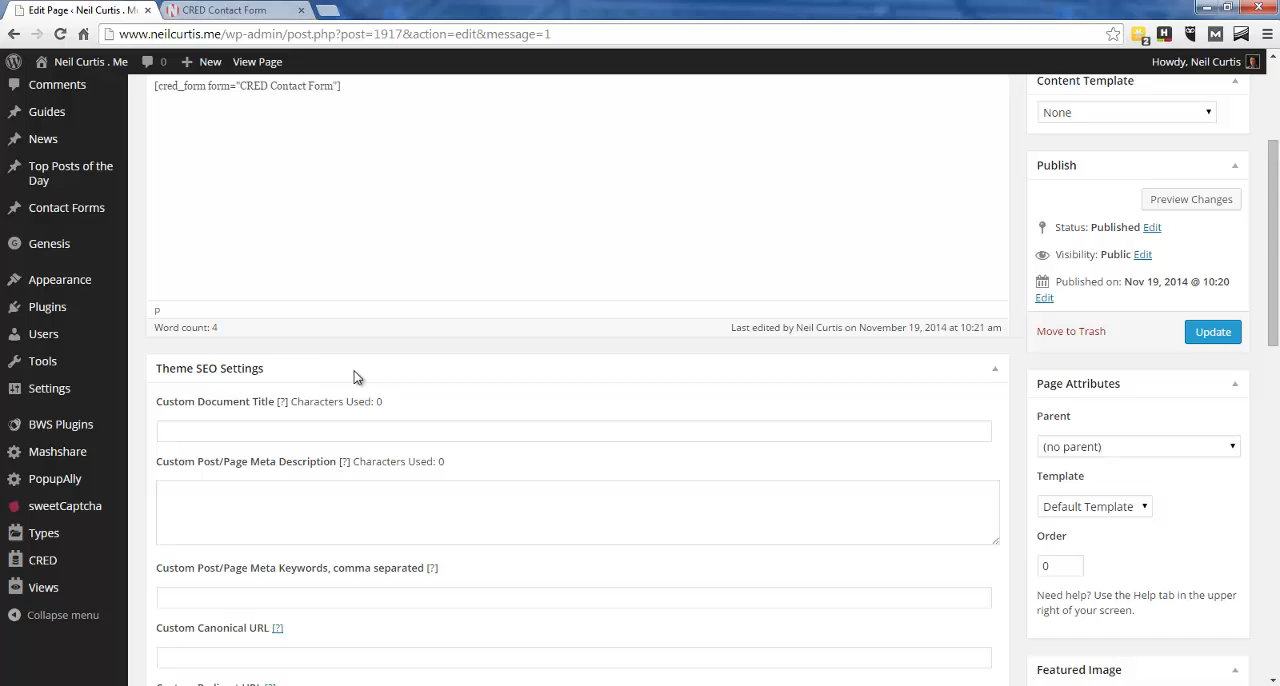 Edit Page ‹ Neil Curtis . M
CRED Contact Form
www.neilcurtis.me/wp-admin/post.php?post=1917&action=edit&message=1
2
H
M
Neil Curtis . Me
0
New
View Page
Howdy, Neil Curtis
Comments
Guides
News
Top Posts of the
Day
Contact Forms
Genesis
Appearance
Plugins
Users
Tools
Settings
BWS Plugins
Mashshare
PopupAlly
sweetCaptcha
Types
CRED
Views
Collapse menu
[cred_form form="CRED Contact Form"]
p
Word count: 4
Last edited by Neil Curtis on November 19, 2014 at 10:21 am
Theme SEO Settings
Custom Document Title [?] Characters Used: 0
Custom Post/Page Meta Description [?] Characters Used: 0
Custom Post/Page Meta Keywords, comma separated [?]
Custom Canonical URL [?]
Custom Redirect URL [?]
Content Template
None
Publish
Preview Changes
Status: Published Edit
Visibility: Public Edit
Published on: Nov 19, 2014 @ 10:20
Edit
Move to Trash
Update
Page Attributes
Parent
(no parent)
Template
Default Template
Order
0
Need help? Use the Help tab in the upper
right of your screen.
Featured Image